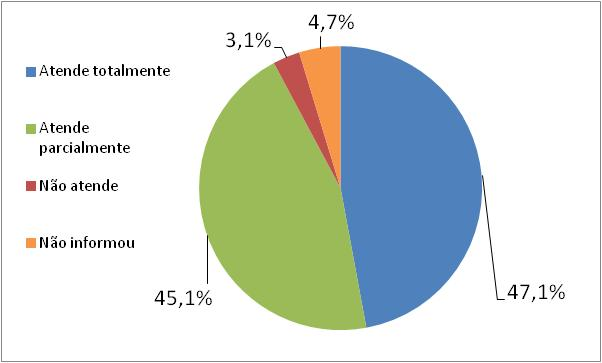 4,7%
3,1%
Atende totalmente
Atende
parcialmente
Não atende
Não informou
45,1%
47,1%